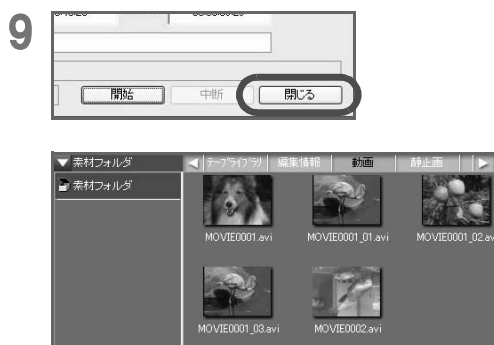 9
開始 中断 閉じる
▼ 素材フォルダ ◀ テープライブラリ 編集情報 動画 静止画 ▶
素材フォルダ
MOVIE0001.avi MOVIE0001_01.avi MOVIE0001_02.av
MOVIE0001_03.avi MOVIE0002.avi